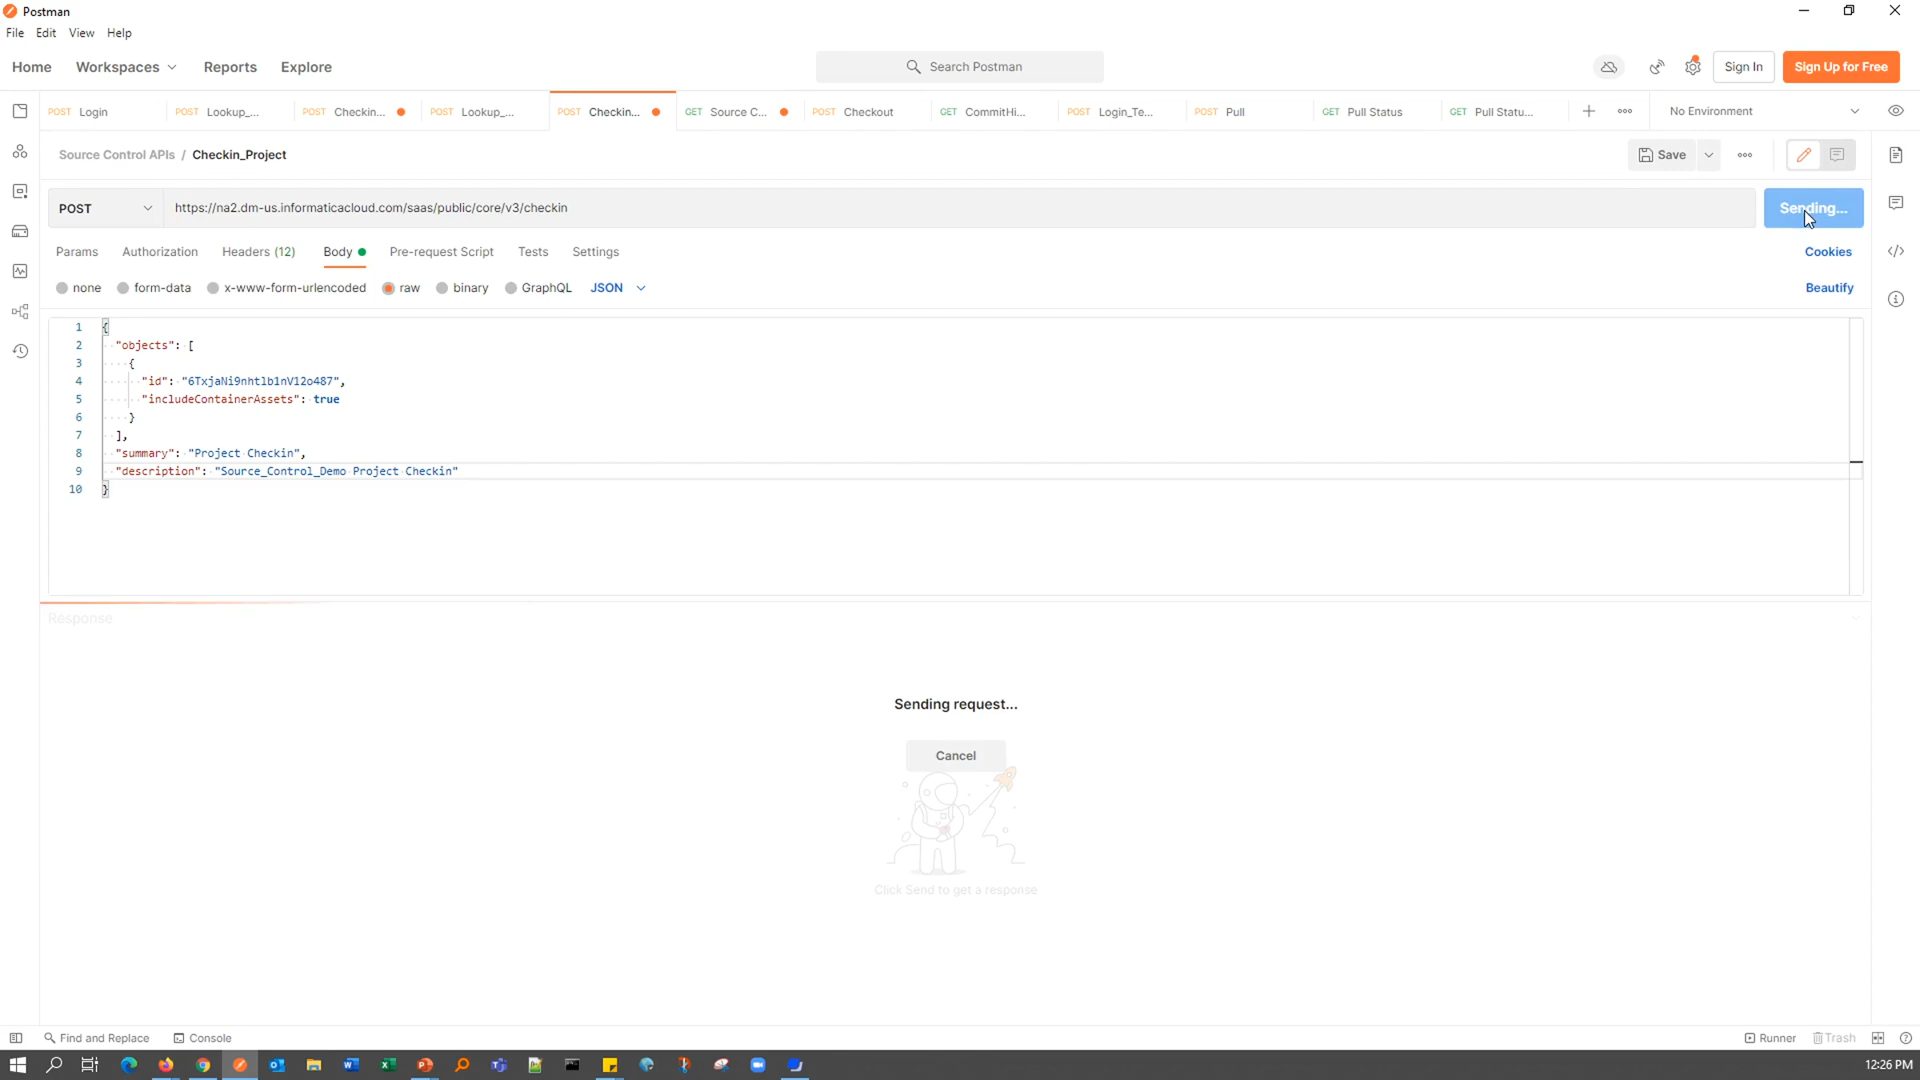 Postman
File Edit View Help
Home Workspaces Reports Explore
Search Postman
Sign In
Sign Up for Free
POST Login
POST Lookup_...
POST Checkin...
POST Lookup_...
POST Checkin...
GET Source C...
POST Checkout
GET CommitHi...
POST Login_Te...
POST Pull
GET Pull Status
GET Pull Statu...
No Environment
Source Control APIs / Checkin_Project
Save
POST
https://na2.dm-us.informaticacloud.com/saas/public/core/v3/checkin
Sending...
Params Authorization Headers (12) Body Pre-request Script Tests Settings
Cookies
none form-data x-www-form-urlencoded raw binary GraphQL JSON
Beautify
1 {
2 "objects": [
3 {
4 "id": "6TxjaNi9nhtlb1nV12o487",
5 "includeContainerAssets": true
6 }
7 ],
8 "summary": "Project Checkin",
9 "description": "Source_Control_Demo Project Checkin"
10 }
Response
Sending request...
Cancel
Click Send to get a response
Find and Replace Console
Runner Trash
12:26 PM